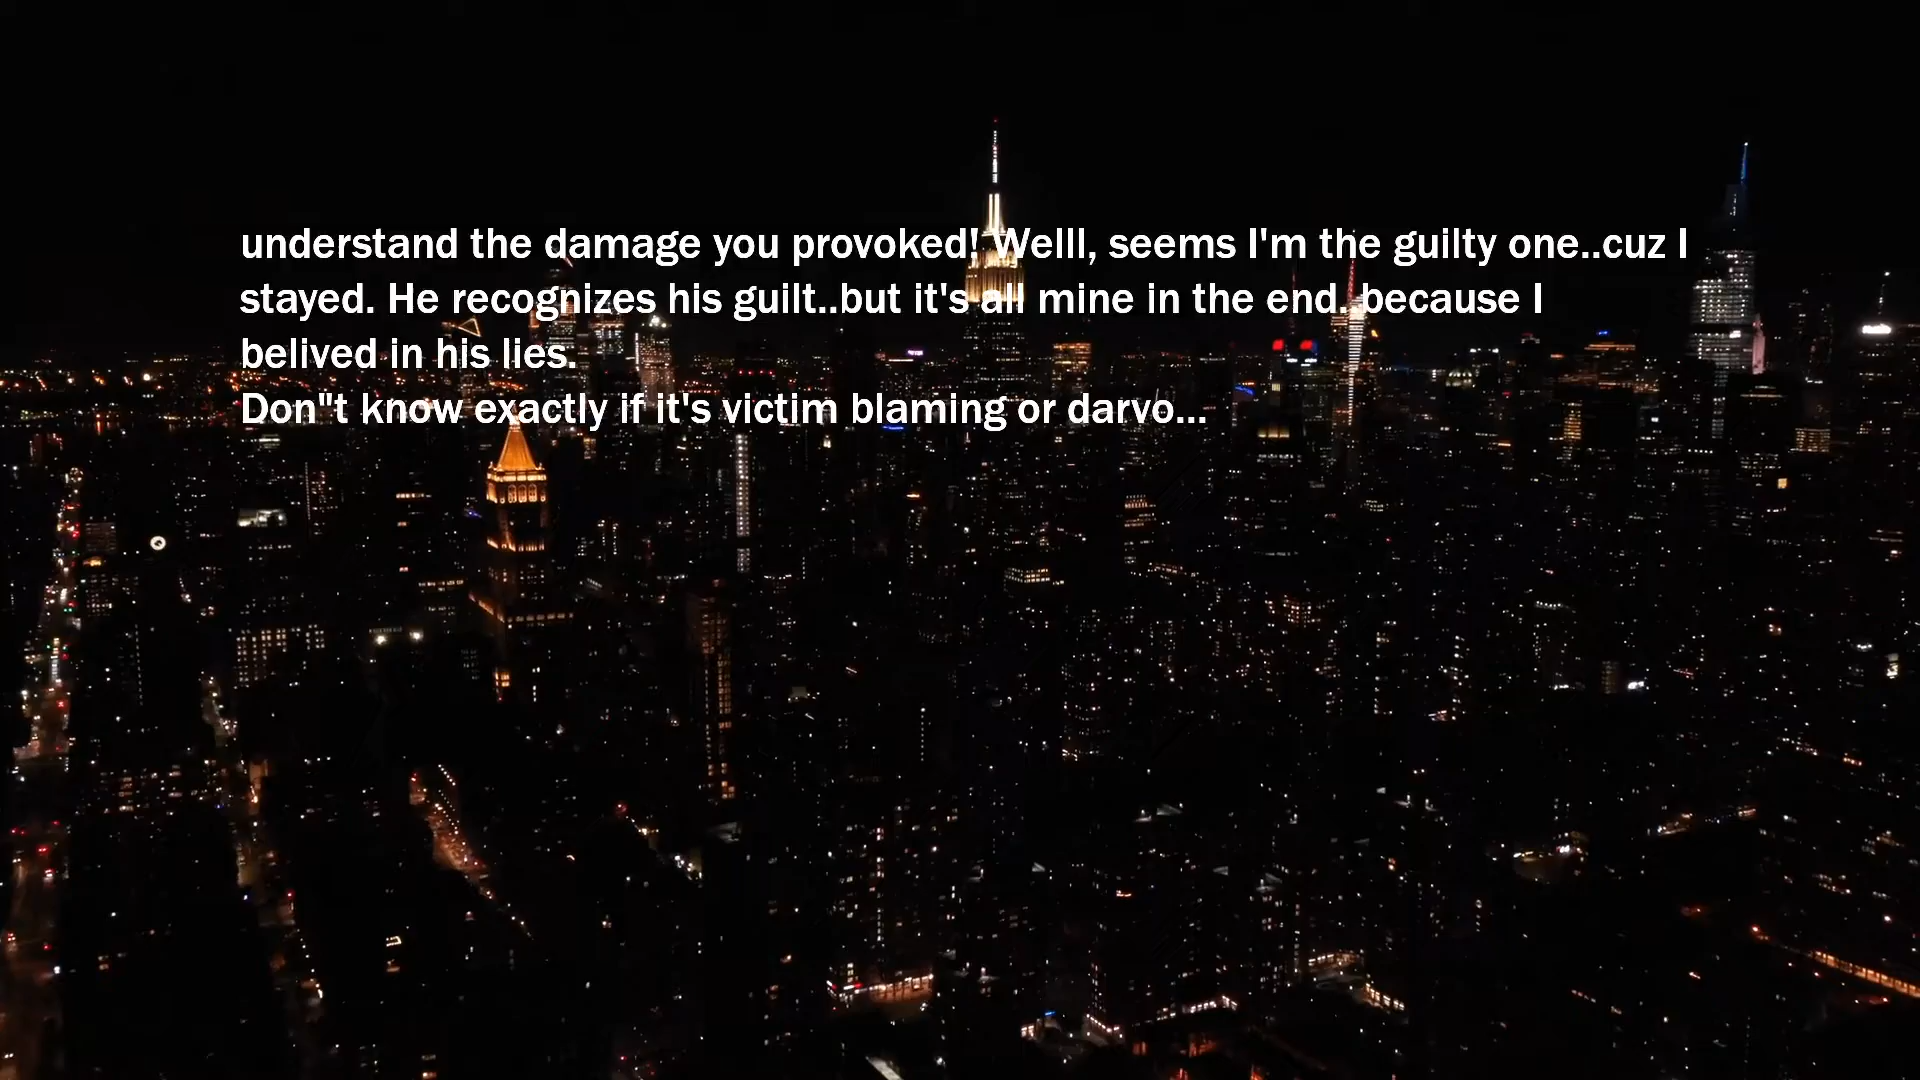 understand the damage you provoked! Welll, seems I'm the guilty one..cuz I
stayed. He recognizes his guilt..but it's all mine in the end..because I
belived in his lies.
Don"t know exactly if it's victim blaming or darvo...